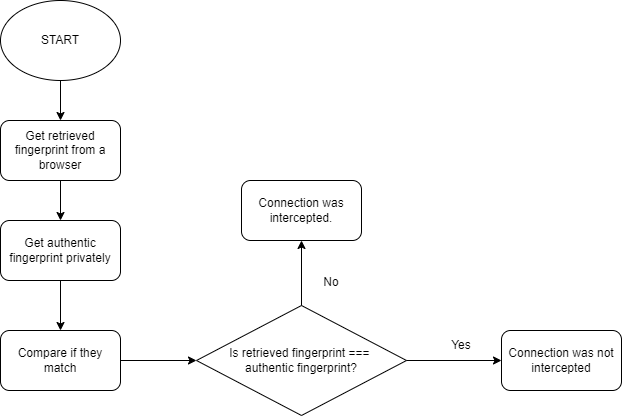 START
Get retrieved
fingerprint from a
browser
Get authentic
fingerprint privately
Compare if they
match
Is retrieved fingerprint ===
authentic fingerprint?
No
Connection was
intercepted.
Yes
Connection was not
intercepted